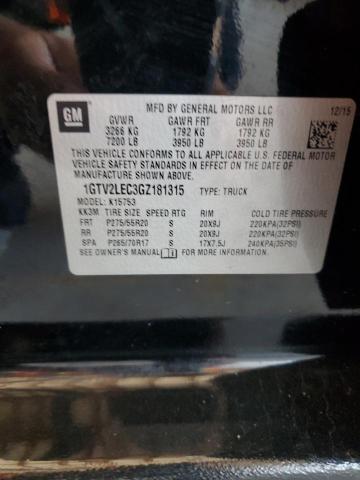 GM
MFD BY GENERAL MOTORS LLC 12/15
GVWR GAWR FRT GAWR RR
3266 KG 1792 KG 1792 KG
7200 LB 3950 LB 3950 LB
THIS VEHICLE CONFORMS TO ALL APPLICABLE U.S. FEDERAL MOTOR
VEHICLE SAFETY STANDARDS IN EFFECT ON THE DATE OF
MANUFACTURE SHOWN ABOVE.
1GTV2LEC3GZ181315 TYPE: TRUCK
MODEL: K15753
KK3M TIRE SIZE SPEED RTG RIM COLD TIRE PRESSURE
FRT P275/55R20 S 20X9J 220KPA(32PSI)
RR P275/55R20 S 20X9J 220KPA(32PSI)
SPA P265/70R17 S 17X7.5J 240KPA(35PSI)
SEE OWNER'S MANUAL FOR MORE INFORMATION.